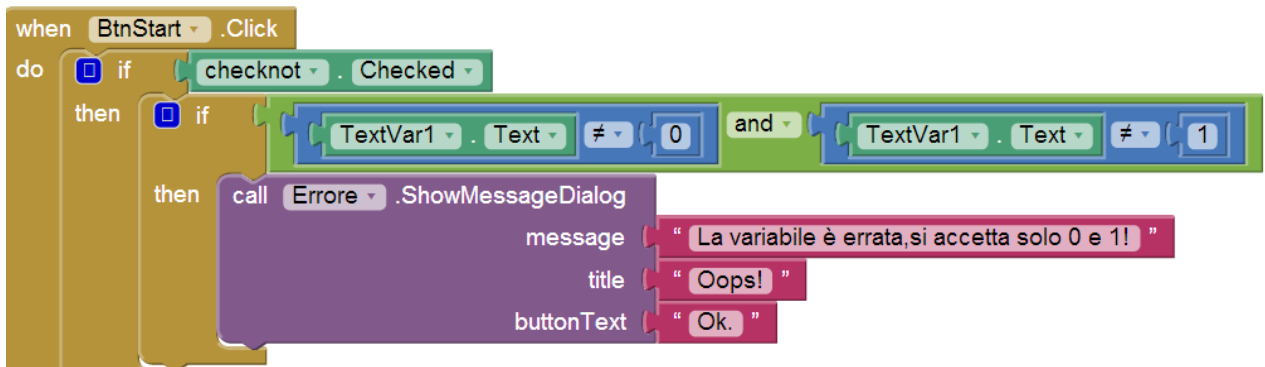 when BtnStart .Click
do if checknot . Checked
then if TextVar1 . Text ≠ 0 and TextVar1 . Text ≠ 1
then call Errore .ShowMessageDialog
message “ La variabile è errata,si accetta solo 0 e 1! ”
title “ Oops! ”
buttonText “ Ok. ”